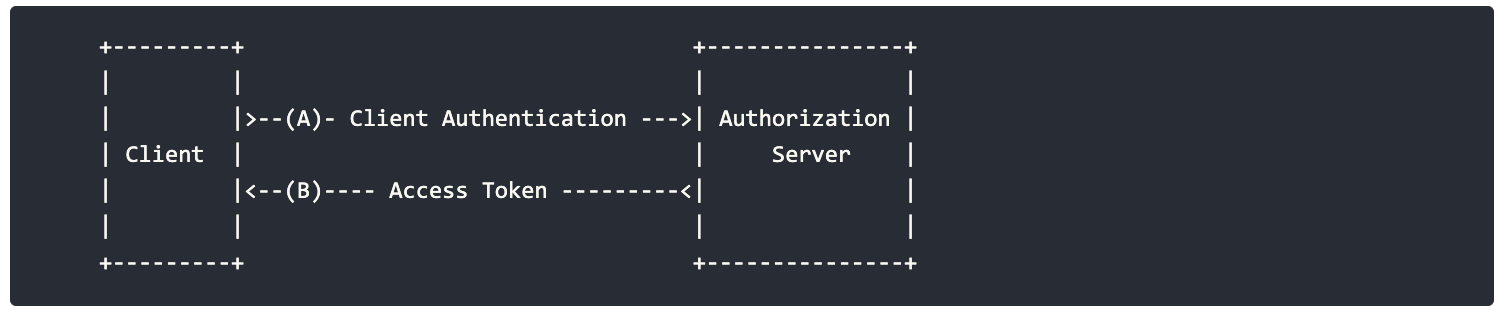 +---------+                                  +---------------+
|         |                                  |               |
|         |>--(A)- Client Authentication --->| Authorization |
| Client  |                                  |     Server    |
|         |<--(B)---- Access Token ---------<|               |
|         |                                  |               |
+---------+                                  +---------------+